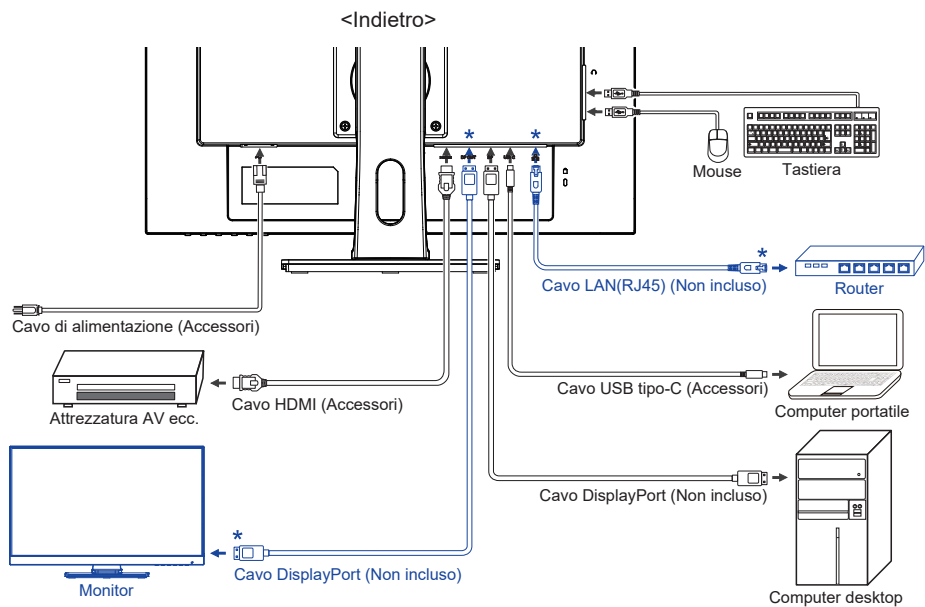 <Indietro>
*
*
Mouse
Tastiera
*
Cavo LAN(RJ45) (Non incluso)
Router
Cavo di alimentazione (Accessori)
Cavo HDMI (Accessori)
Attrezzatura AV ecc.
Cavo USB tipo-C (Accessori)
Computer portatile
Cavo DisplayPort (Non incluso)
*
Cavo DisplayPort (Non incluso)
Monitor
Computer desktop